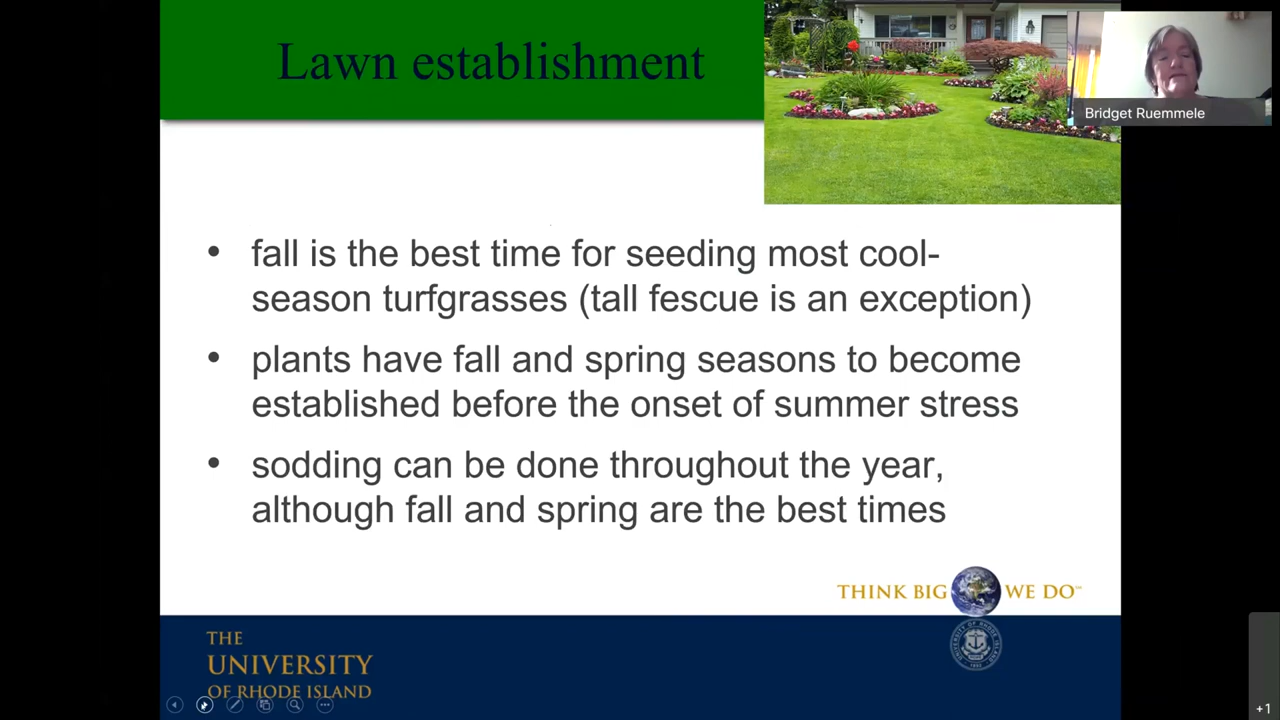 Lawn establishment
Bridget Ruemmele
• fall is the best time for seeding most cool-
season turfgrasses (tall fescue is an exception)
• plants have fall and spring seasons to become
established before the onset of summer stress
• sodding can be done throughout the year,
although fall and spring are the best times
THINK BIG WE DO™
THE
UNIVERSITY
OF RHODE ISLAND
+1